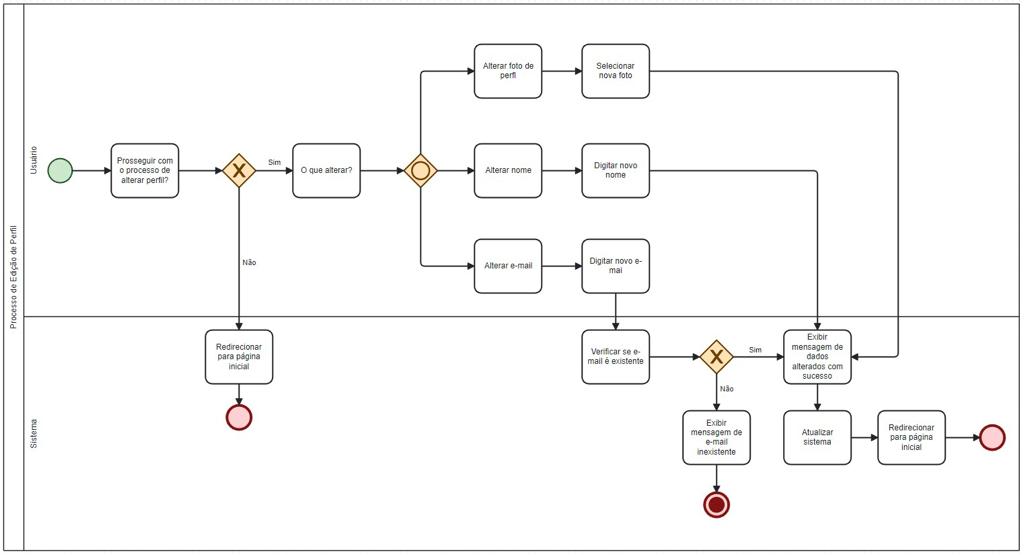 Processo de Edição de Perfil
Usuário
Prosseguir com
o processo de
alterar perfil?
Sim
O que alterar?
Alterar foto de
perfl
Selecionar
nova foto
Alterar nome
Digitar novo
nome
Alterar e-mail
Digitar novo e-
mai
Não
Sistema
Redirecionar
para página
inicial
Verificar se e-
mail é existente
Sim
Não
Exibir
mensagem de
dados
alterados com
sucesso
Exibir
mensagem de
e-mail
inexistente
Atualizar
sistema
Redirecionar
para página
inicial